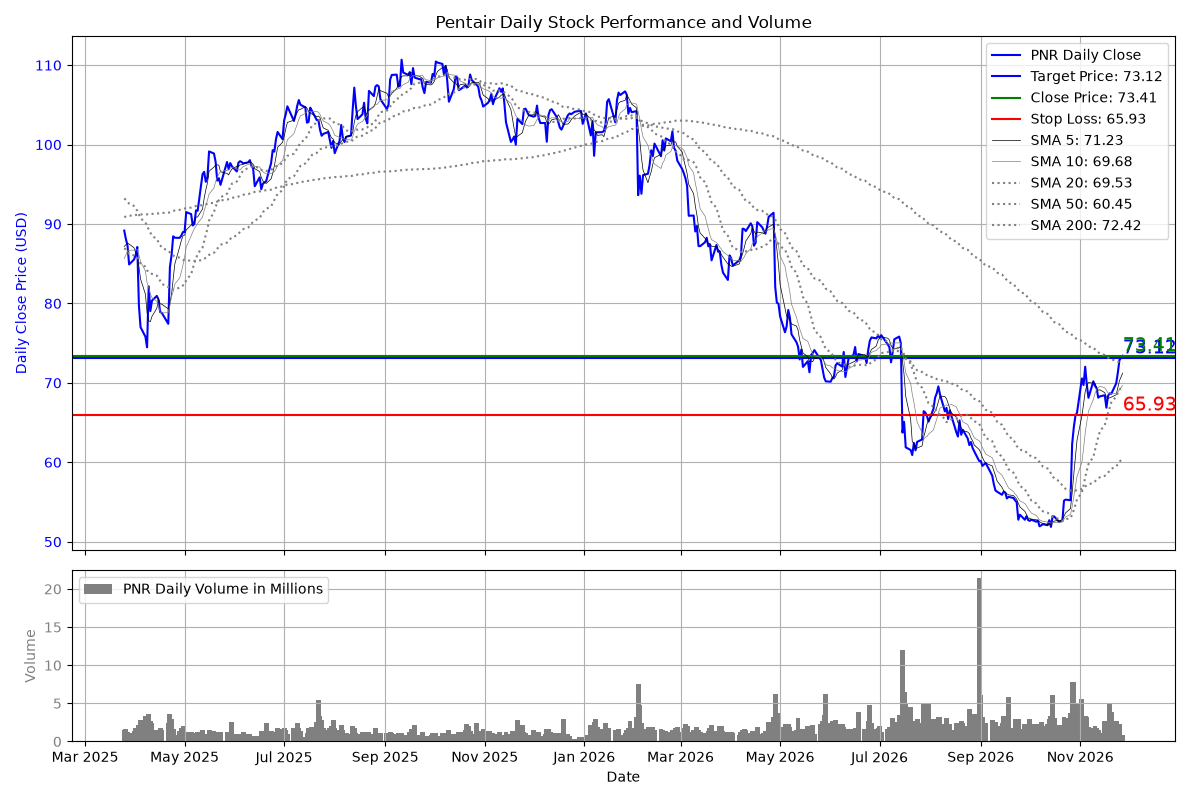 Pentair Daily Stock Performance and Volume
Daily Close Price (USD)
110
100
90
80
70
60
50
PNR Daily Close
Target Price: 73.12
Close Price: 73.41
Stop Loss: 65.93
SMA 5: 71.23
SMA 10: 69.68
SMA 20: 69.53
SMA 50: 60.45
SMA 200: 72.42
73.41
73.12
65.93
PNR Daily Volume in Millions
Volume
20
15
10
5
0
Mar 2025 May 2025 Jul 2025 Sep 2025 Nov 2025 Jan 2026 Mar 2026 May 2026 Jul 2026 Sep 2026 Nov 2026
Date